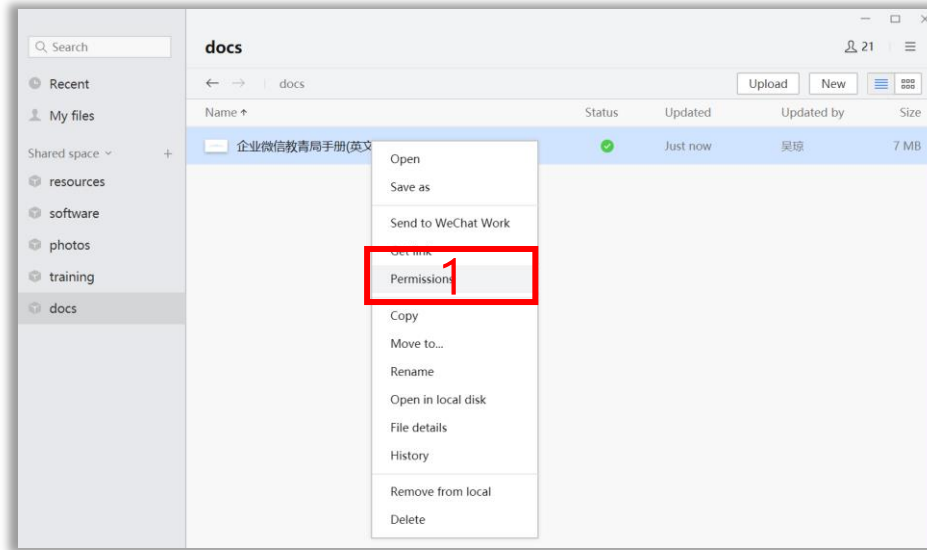 Search
docs
21
Recent
docs
Upload
New
My files
Name
Status
Updated
Updated by
Size
Shared space
企业微信教青局手册(英文
Just now
吴琼
7 MB
resources
software
photos
training
docs
Open
Save as
Send to WeChat Work
Get link
Permissions
1
Copy
Move to...
Rename
Open in local disk
File details
History
Remove from local
Delete